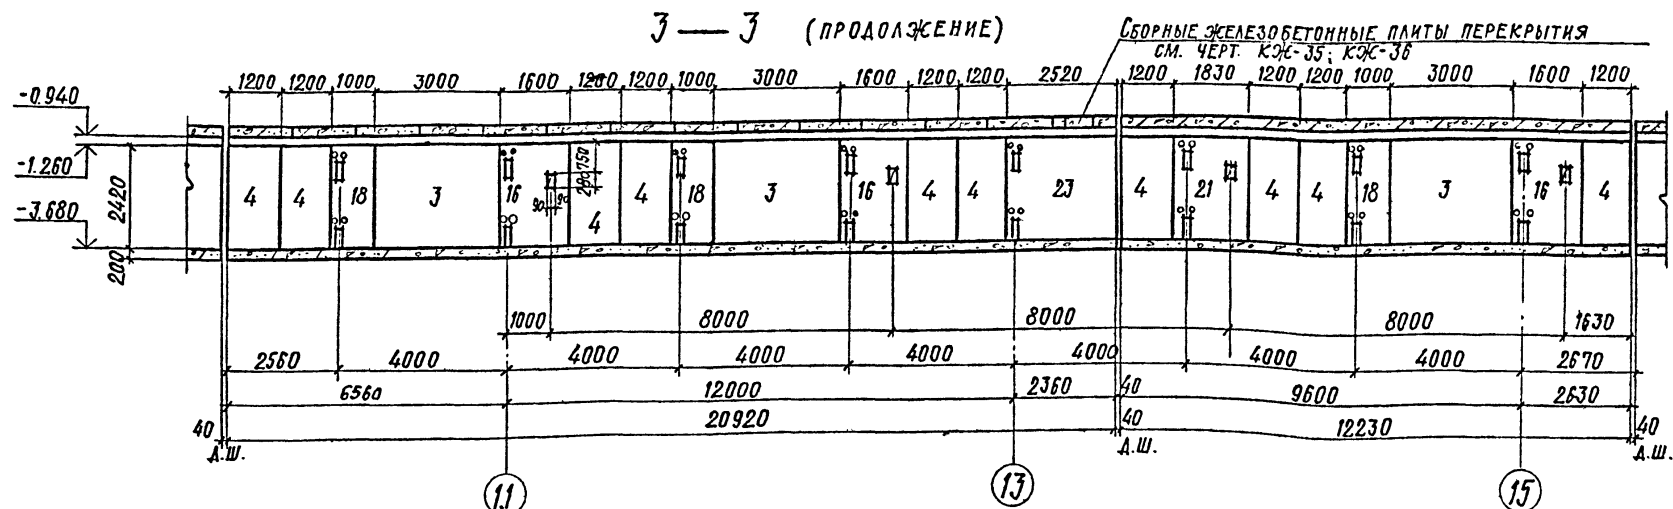 3 — 3 (ПРОДОЛЖЕНИЕ)
СБОРНЫЕ ЖЕЛЕЗОБЕТОННЫЕ ПЛИТЫ ПЕРЕКРЫТИЯ
СМ. ЧЕРТ. КЖ-35; КЖ-36
1200 1200 1000 3000 1600 1200 1200 1000 3000 1600 1200 1200 2520 1200 1830 1200 1200 1000 3000 1600 1200
-0.940
-1.260
-3.680
2420
200
280 750
90 90
4 4 18 3 16 4 4 18 3 16 4 4 23 4 21 4 4 18 3 16 4
1000 8000 8000 8000 1630
2560 4000 4000 4000 4000 4000 4000 4000 2670
6560 12000 2360 40 9600 2630
40 20920 40 12230 40
Д.Ш. Д.Ш. Д.Ш.
11 13 15